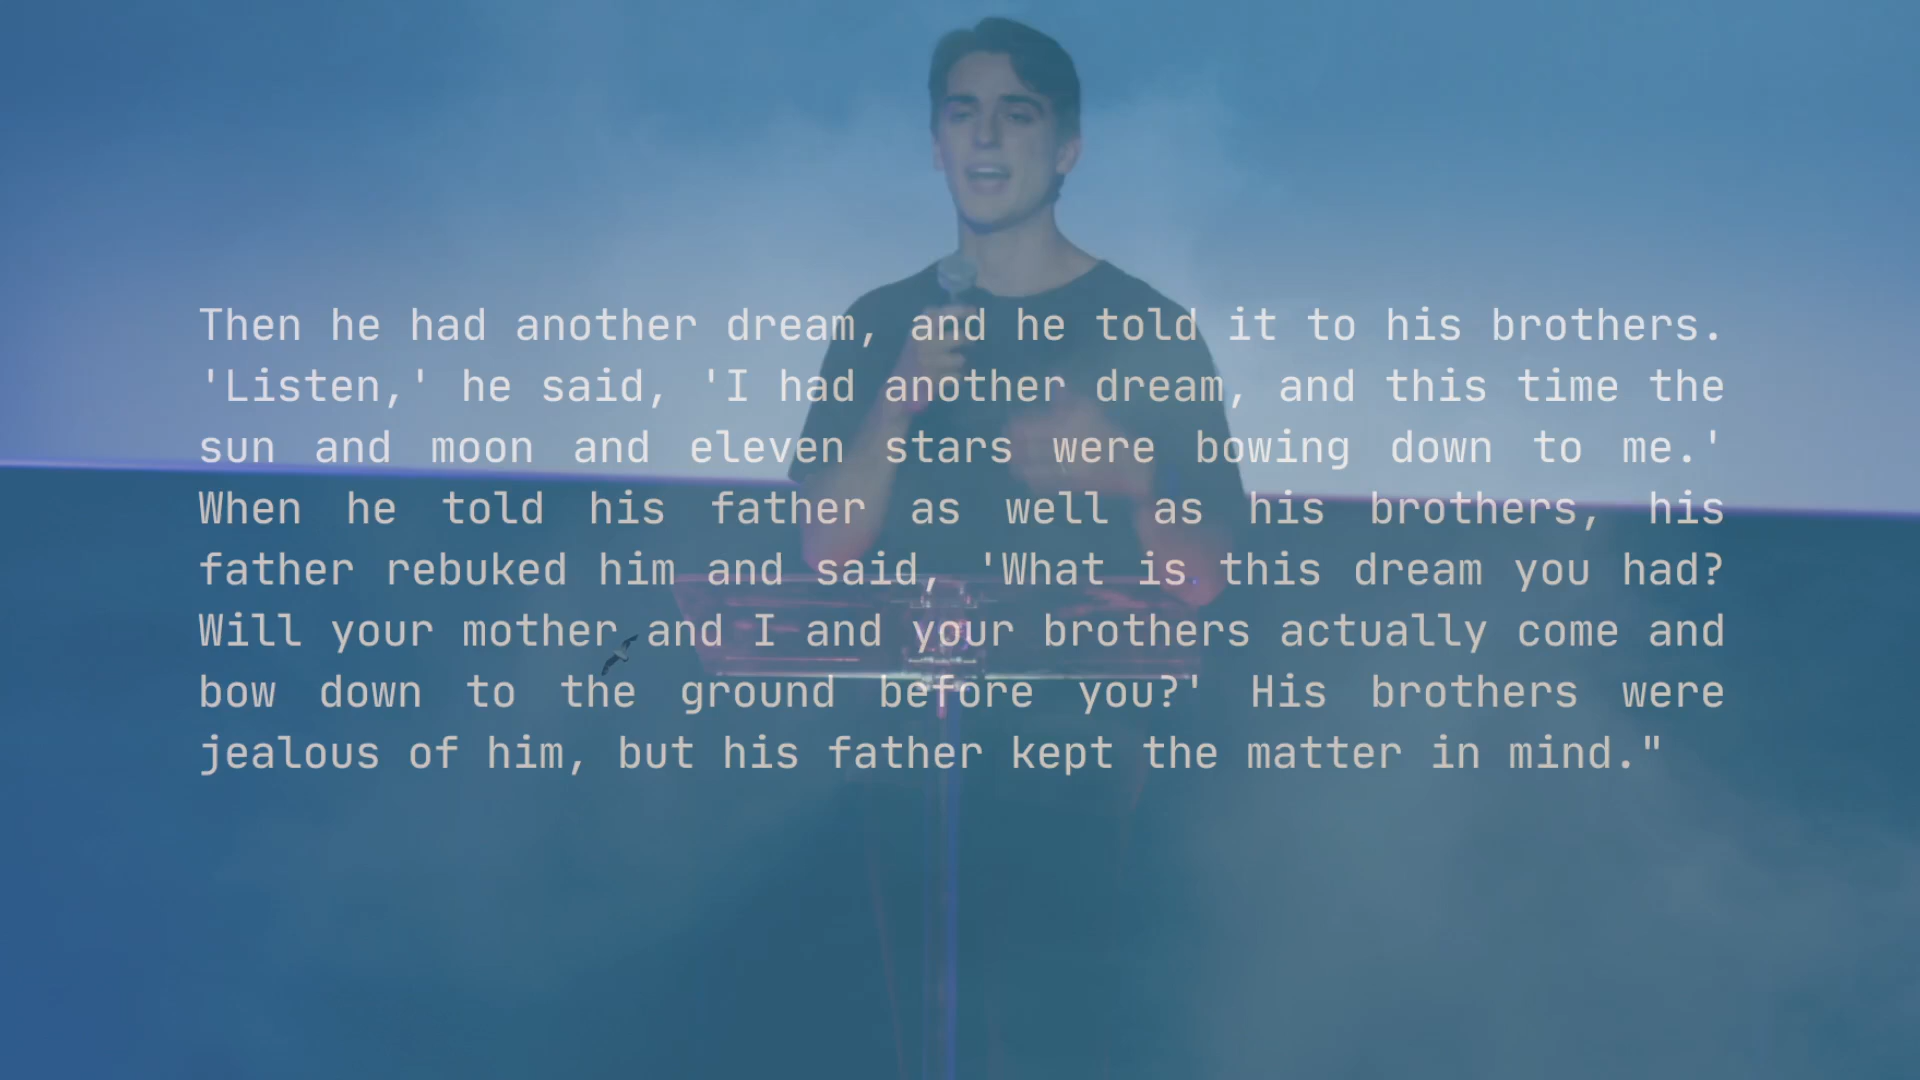 Then he had another dream, and he told it to his brothers.
'Listen,' he said, 'I had another dream, and this time the
sun and moon and eleven stars were bowing down to me.'
When he told his father as well as his brothers, his
father rebuked him and said, 'What is this dream you had?
Will your mother and I and your brothers actually come and
bow down to the ground before you?' His brothers were
jealous of him, but his father kept the matter in mind."